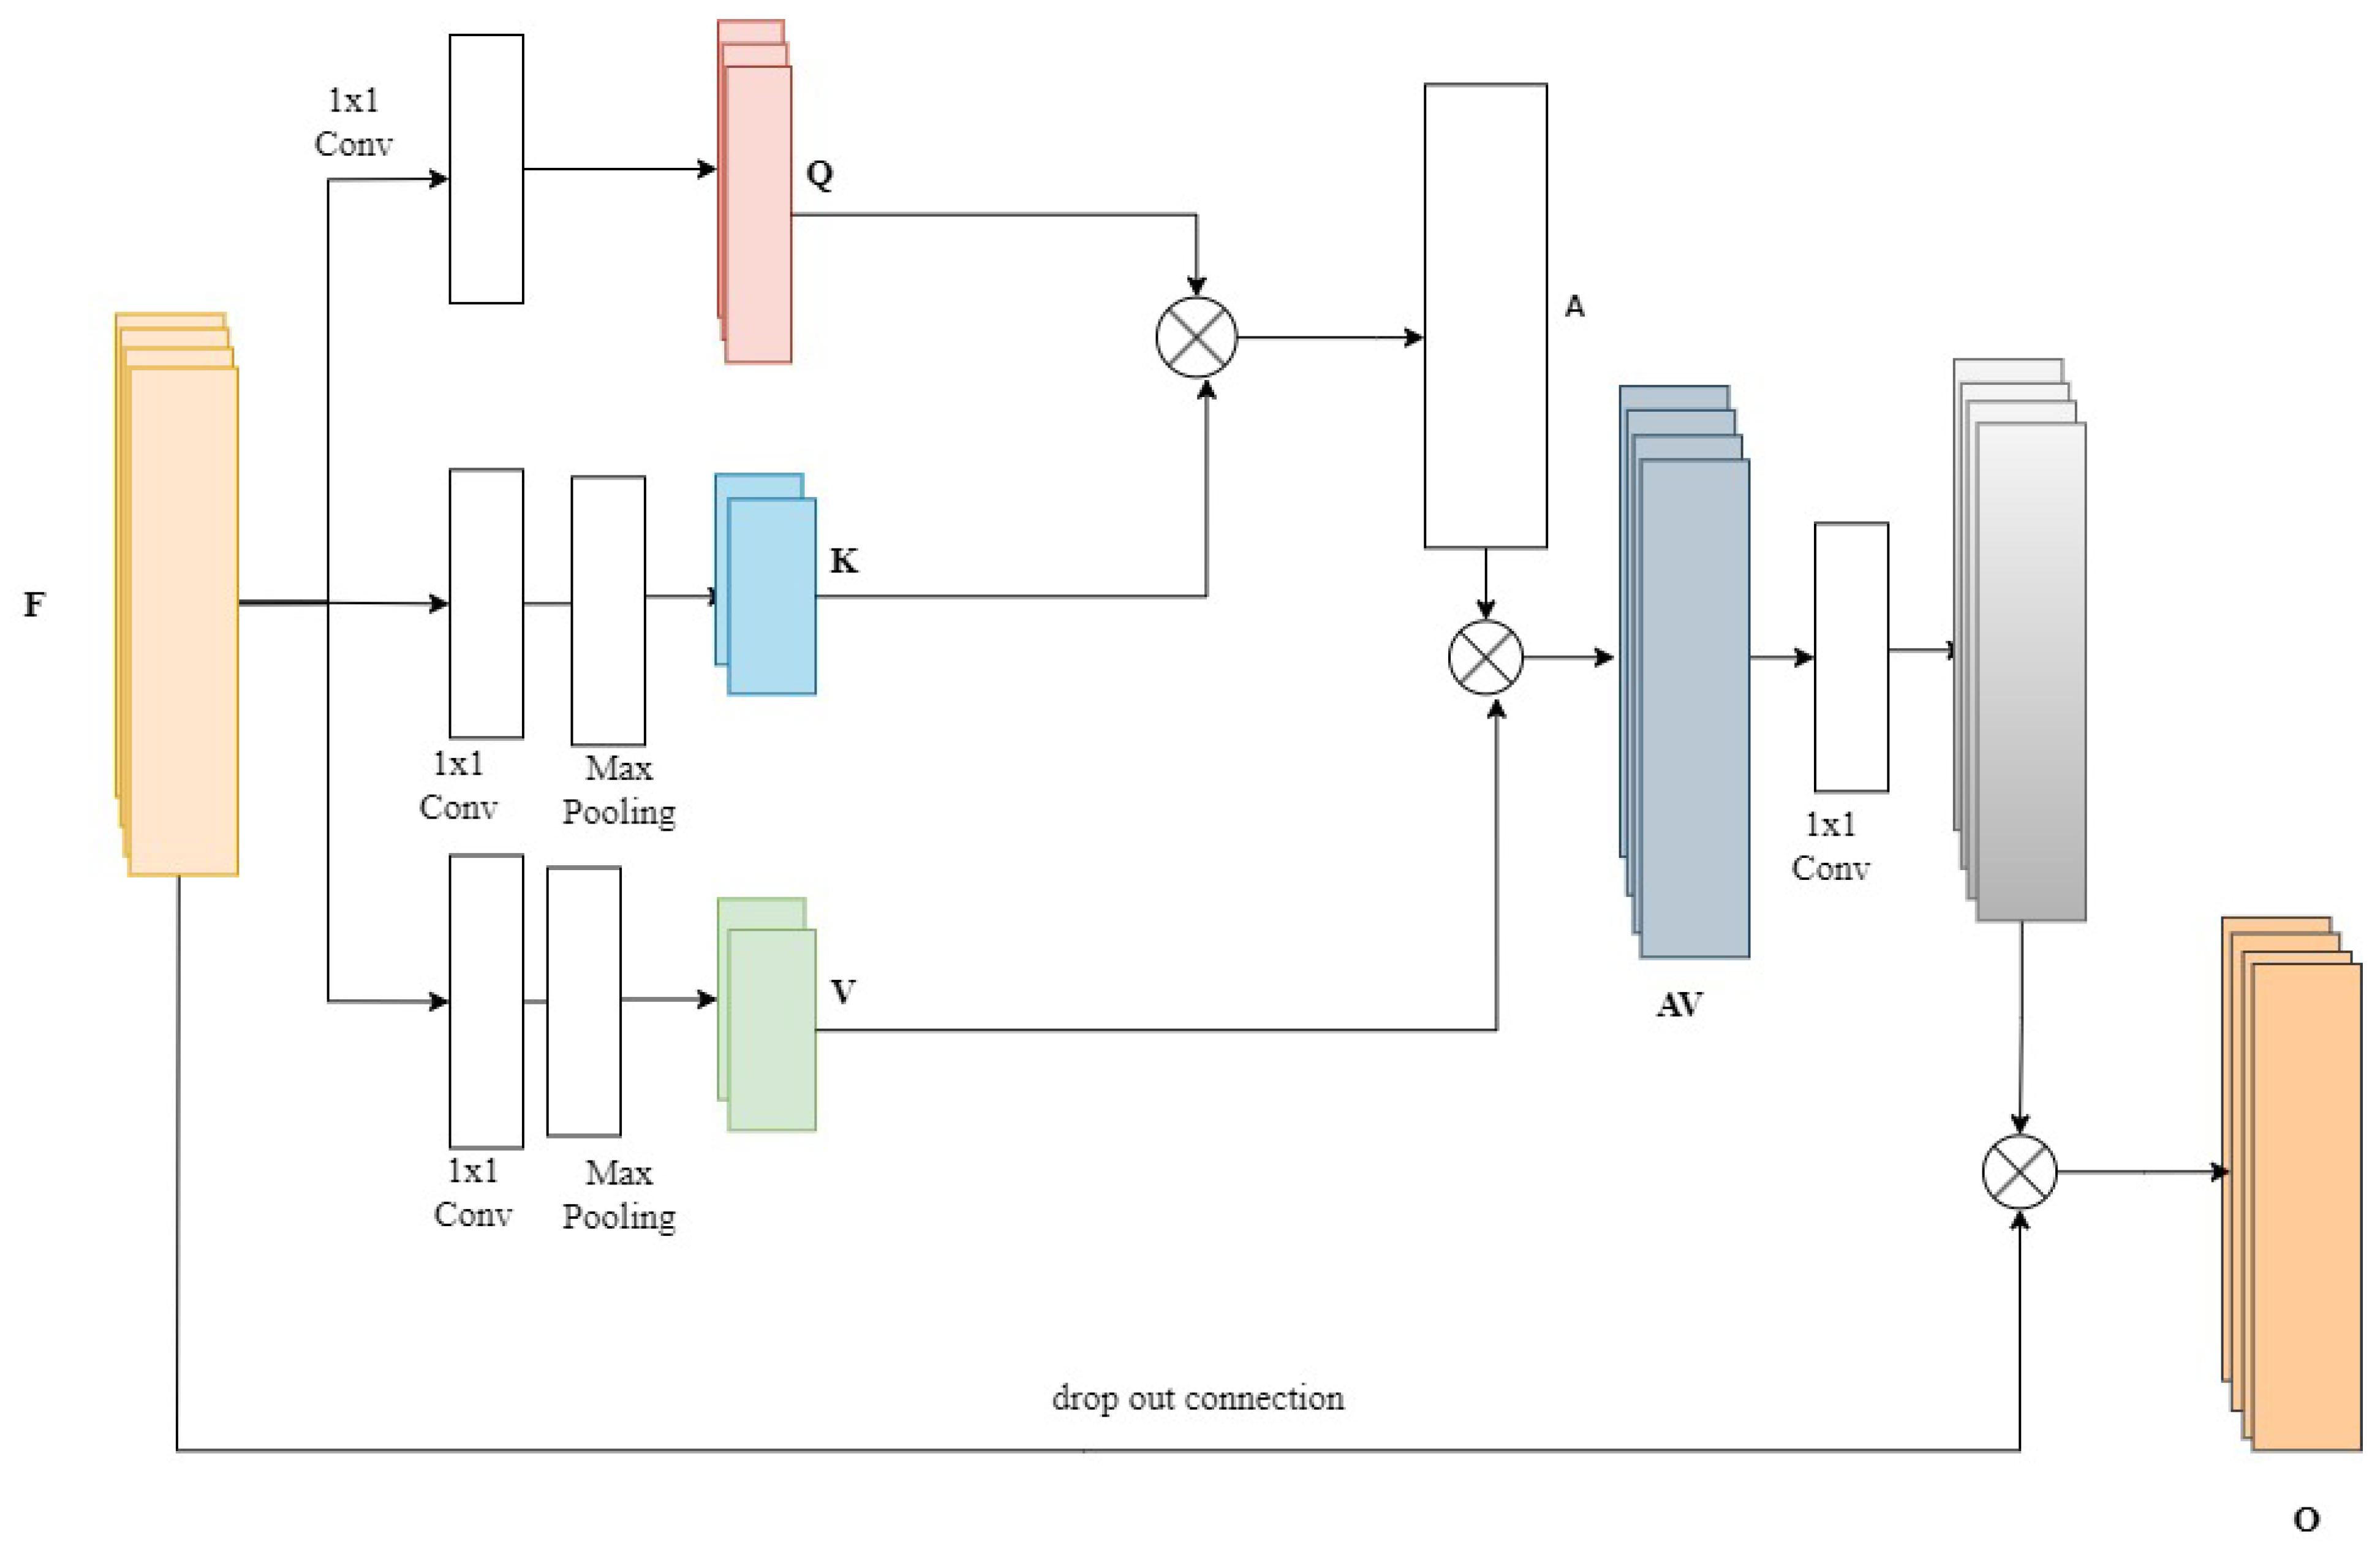 1x1
Conv
Q
A
F
K
1x1
Conv
Max
Pooling
1x1
Conv
V
AV
1x1
Conv
Max
Pooling
drop out connection
O